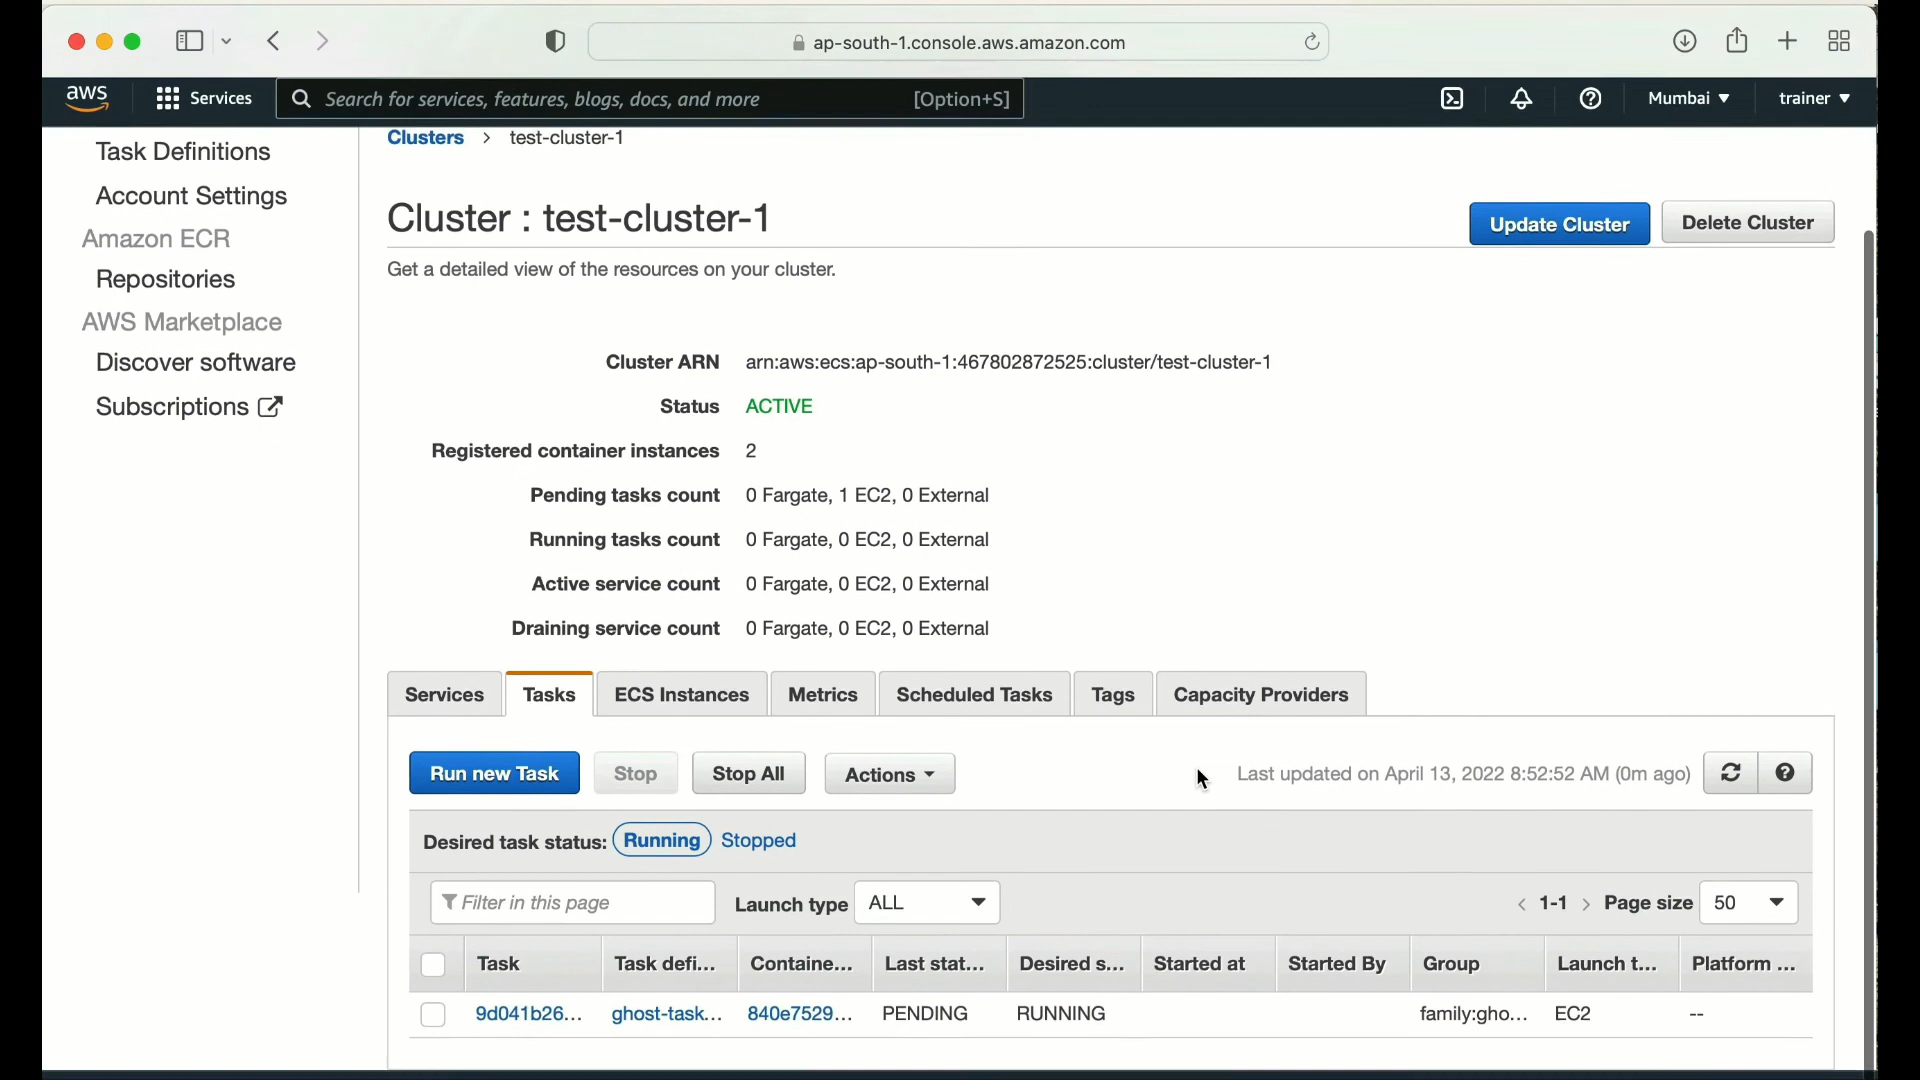 ap-south-1.console.aws.amazon.com
aws Services Search for services, features, blogs, docs, and more [Option+S] Mumbai ▼ trainer ▼
Task Definitions
Account Settings
Amazon ECR
Repositories
AWS Marketplace
Discover software
Subscriptions
Clusters > test-cluster-1
Cluster : test-cluster-1
Update Cluster Delete Cluster
Get a detailed view of the resources on your cluster.
Cluster ARN arn:aws:ecs:ap-south-1:467802872525:cluster/test-cluster-1
Status ACTIVE
Registered container instances 2
Pending tasks count 0 Fargate, 1 EC2, 0 External
Running tasks count 0 Fargate, 0 EC2, 0 External
Active service count 0 Fargate, 0 EC2, 0 External
Draining service count 0 Fargate, 0 EC2, 0 External
Services Tasks ECS Instances Metrics Scheduled Tasks Tags Capacity Providers
Run new Task Stop Stop All Actions Last updated on April 13, 2022 8:52:52 AM (0m ago)
Desired task status: Running Stopped
Filter in this page Launch type ALL < 1-1 > Page size 50
Task Task defi... Containe... Last stat... Desired s... Started at Started By Group Launch t... Platform ...
9d041b26... ghost-task... 840e7529... PENDING RUNNING family:gho... EC2 --